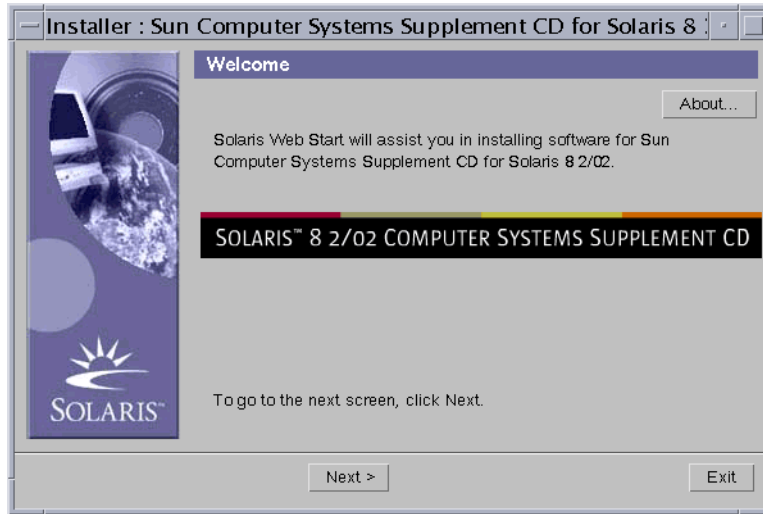 Installer : Sun Computer Systems Supplement CD for Solaris 8
Welcome
About...
Solaris Web Start will assist you in installing software for Sun
Computer Systems Supplement CD for Solaris 8 2/02.
SOLARIS™ 8 2/02 COMPUTER SYSTEMS SUPPLEMENT CD
To go to the next screen, click Next.
SOLARIS™
Next >
Exit